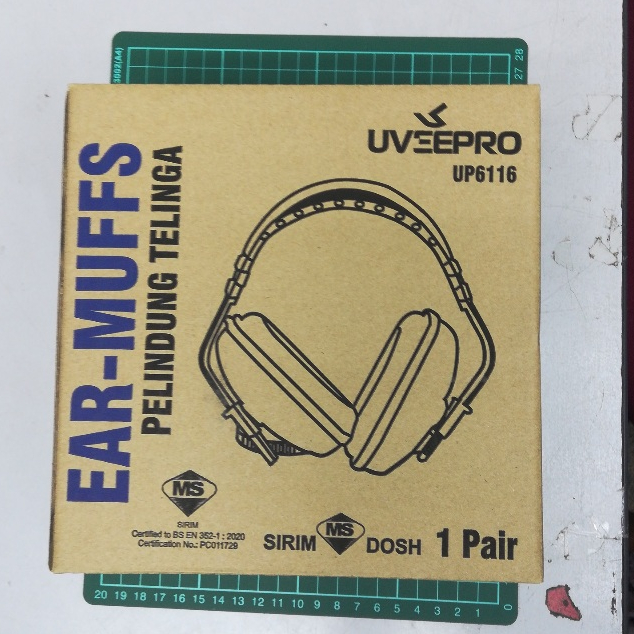 UVEEPRO
UP6116
EAR-MUFFS
PELINDUNG TELINGA
MS
SIRIM
Certified to BS EN 352-1 : 2020
Certification No.: PC011729
SIRIM MS DOSH 1 Pair
28
27
20 19 18 17 16 15 14 13 12 11 10 9 8 7 6 5 4 3 2 1 0